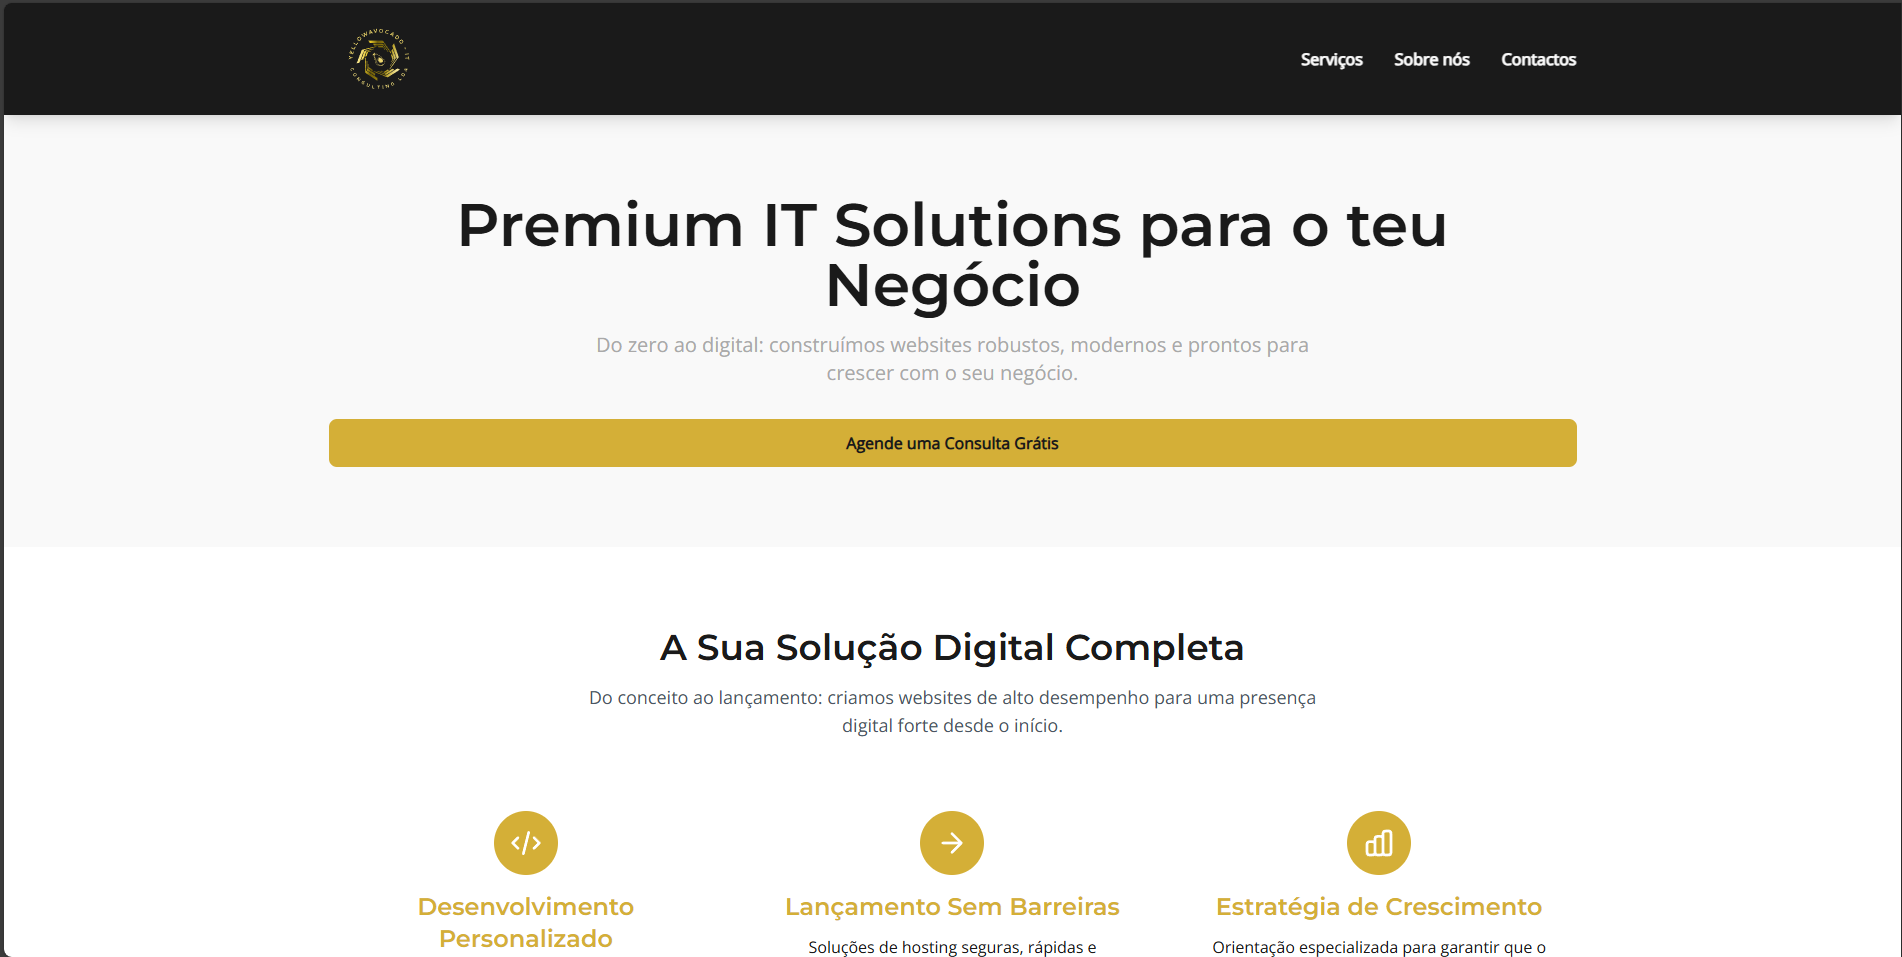 YELLOWAVOCADO - IT
CONSULTING LDA
Serviços
Sobre nós
Contactos
Premium IT Solutions para o teu
Negócio
Do zero ao digital: construímos websites robustos, modernos e prontos para
crescer com o seu negócio.
Agende uma Consulta Grátis
A Sua Solução Digital Completa
Do conceito ao lançamento: criamos websites de alto desempenho para uma presença
digital forte desde o início.
Desenvolvimento
Personalizado
Lançamento Sem Barreiras
Soluções de hosting seguras, rápidas e
Estratégia de Crescimento
Orientação especializada para garantir que o